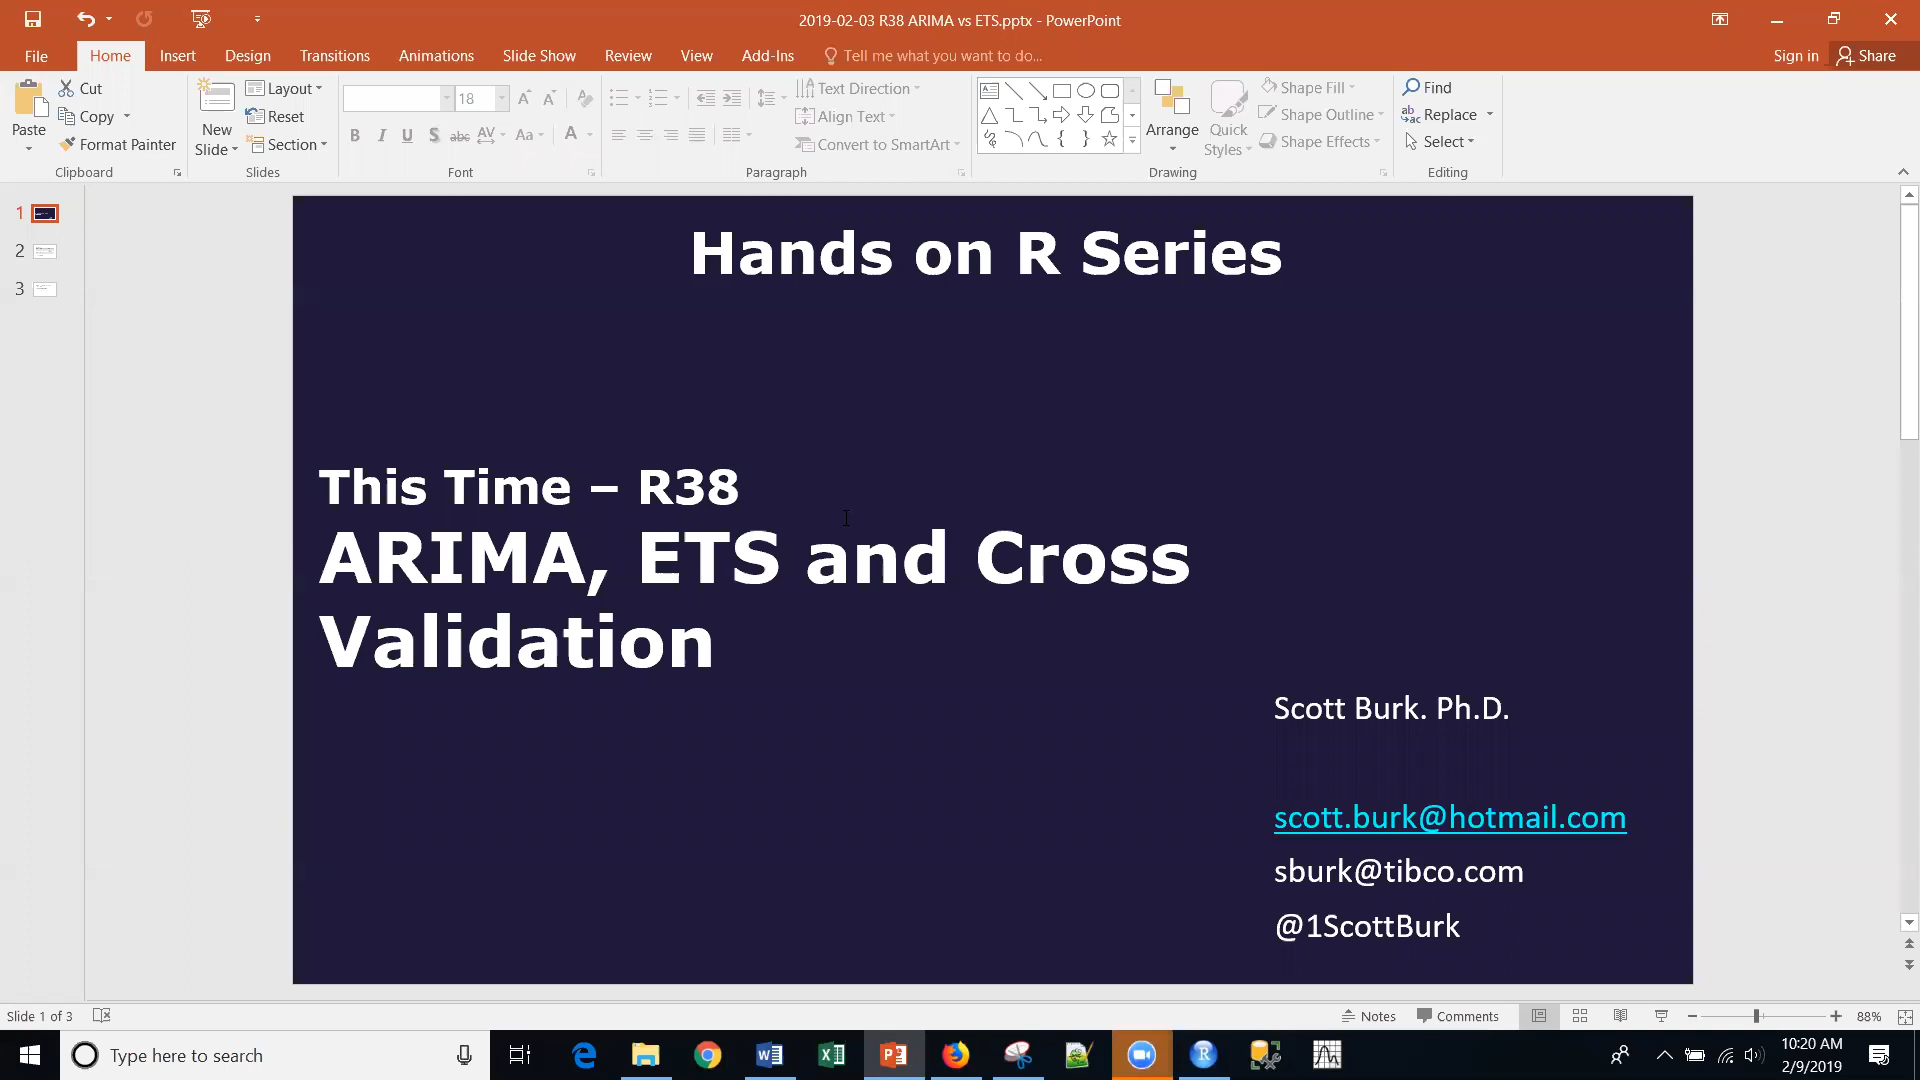 2019-02-03 R38 ARIMA vs ETS.pptx - PowerPoint
File Home Insert Design Transitions Animations Slide Show Review View Add-Ins Tell me what you want to do... Sign in Share
Paste
Cut
Copy
Format Painter
Clipboard
New Slide
Layout
Reset
Section
Slides
18
B I U S abc AV Aa A
Font
Text Direction
Align Text
Convert to SmartArt
Paragraph
Arrange
Quick Styles
Shape Fill
Shape Outline
Shape Effects
Drawing
Find
Replace
Select
Editing
1
2
3
Hands on R Series
This Time – R38
ARIMA, ETS and Cross
Validation
Scott Burk. Ph.D.
scott.burk@hotmail.com
sburk@tibco.com
@1ScottBurk
Slide 1 of 3
Notes
Comments
88%
Type here to search
10:20 AM
2/9/2019